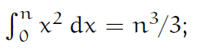 ∫₀ⁿ x² dx = n³/3;